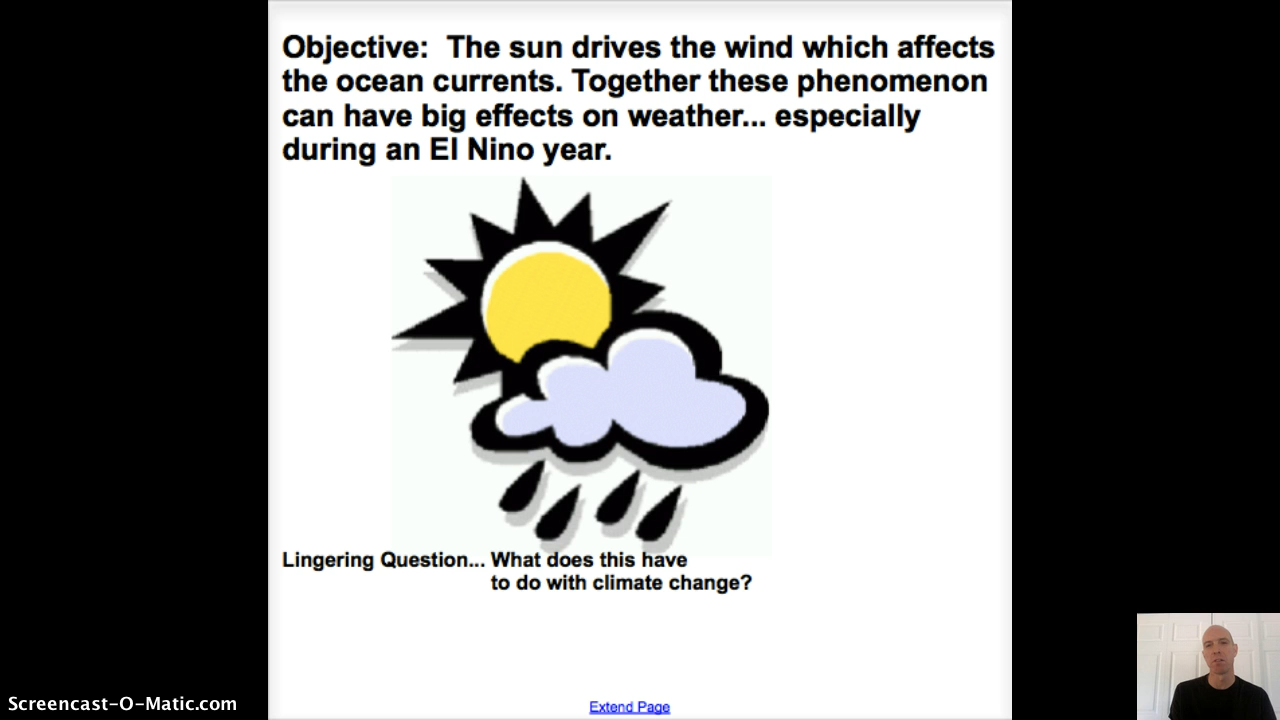 Objective:  The sun drives the wind which affects
the ocean currents. Together these phenomenon
can have big effects on weather... especially
during an El Nino year.
Lingering Question... What does this have
to do with climate change?
Extend Page
Screencast-O-Matic.com